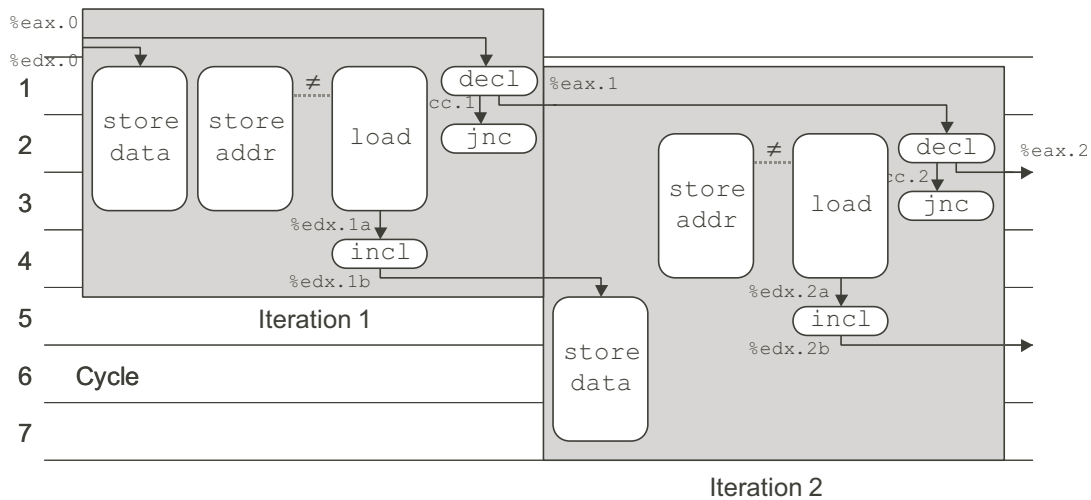 %eax.0
%edx.0
1
2
3
4
5
6
7
Cycle
store
data
store
addr
≠
load
decl
cc.1
jnc
%edx.1a
incl
%edx.1b
Iteration 1
%eax.1
store
addr
≠
load
decl
cc.2
jnc
%eax.2
%edx.2a
incl
%edx.2b
store
data
Iteration 2